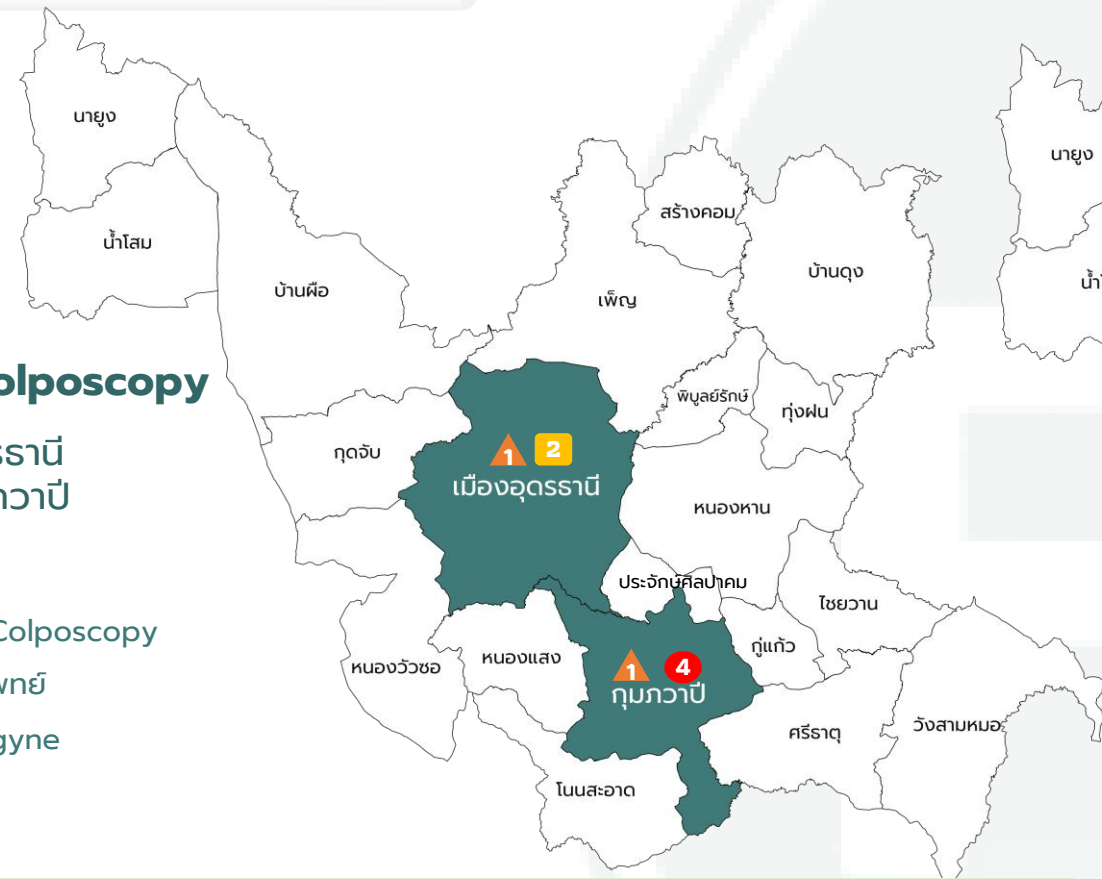 นายูง
นายูง
สร้างคอม
น้ำโสม
บ้านดุง
บ้านผือ
เพ็ญ
olposcopy
พิบูลย์รักษ์
ทุ่งฝน
รธานี
กุดจับ
1 2
เมืองอุดรธานี
ภวาปี
หนองหาน
ประจักษ์ศิลปาคม
ไชยวาน
Colposcopy
กู่แก้ว
หนองวัวซอ
หนองแสง
1 4
กุมภวาปี
พทย์
ศรีธาตุ
วังสามหมอ
gyne
โนนสะอาด